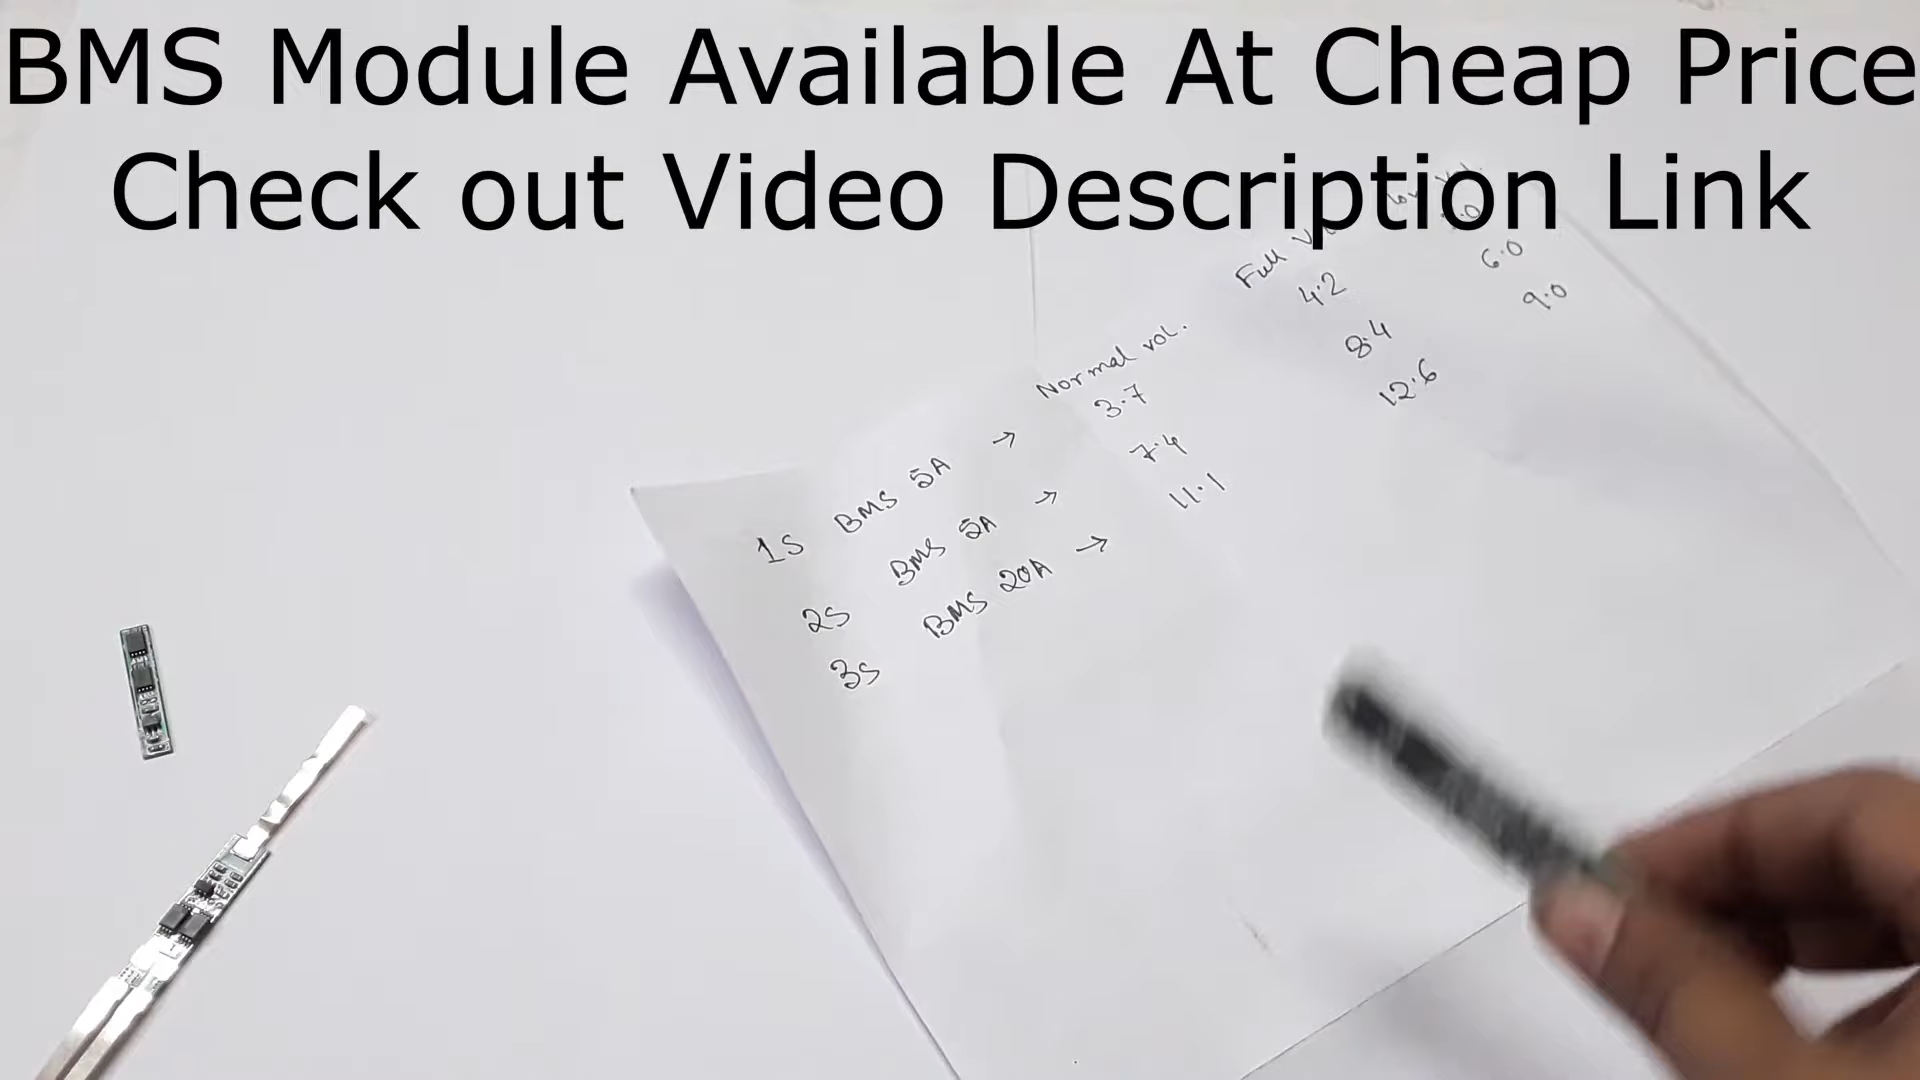 BMS Module Available At Cheap Price
Check out Video Description Link
Normal vol. Full
1S BMS 5A → 3.7 4.2
2S BMS 5A → 7.4 8.4 6.0
3S BMS 20A → 11.1 12.6 9.0